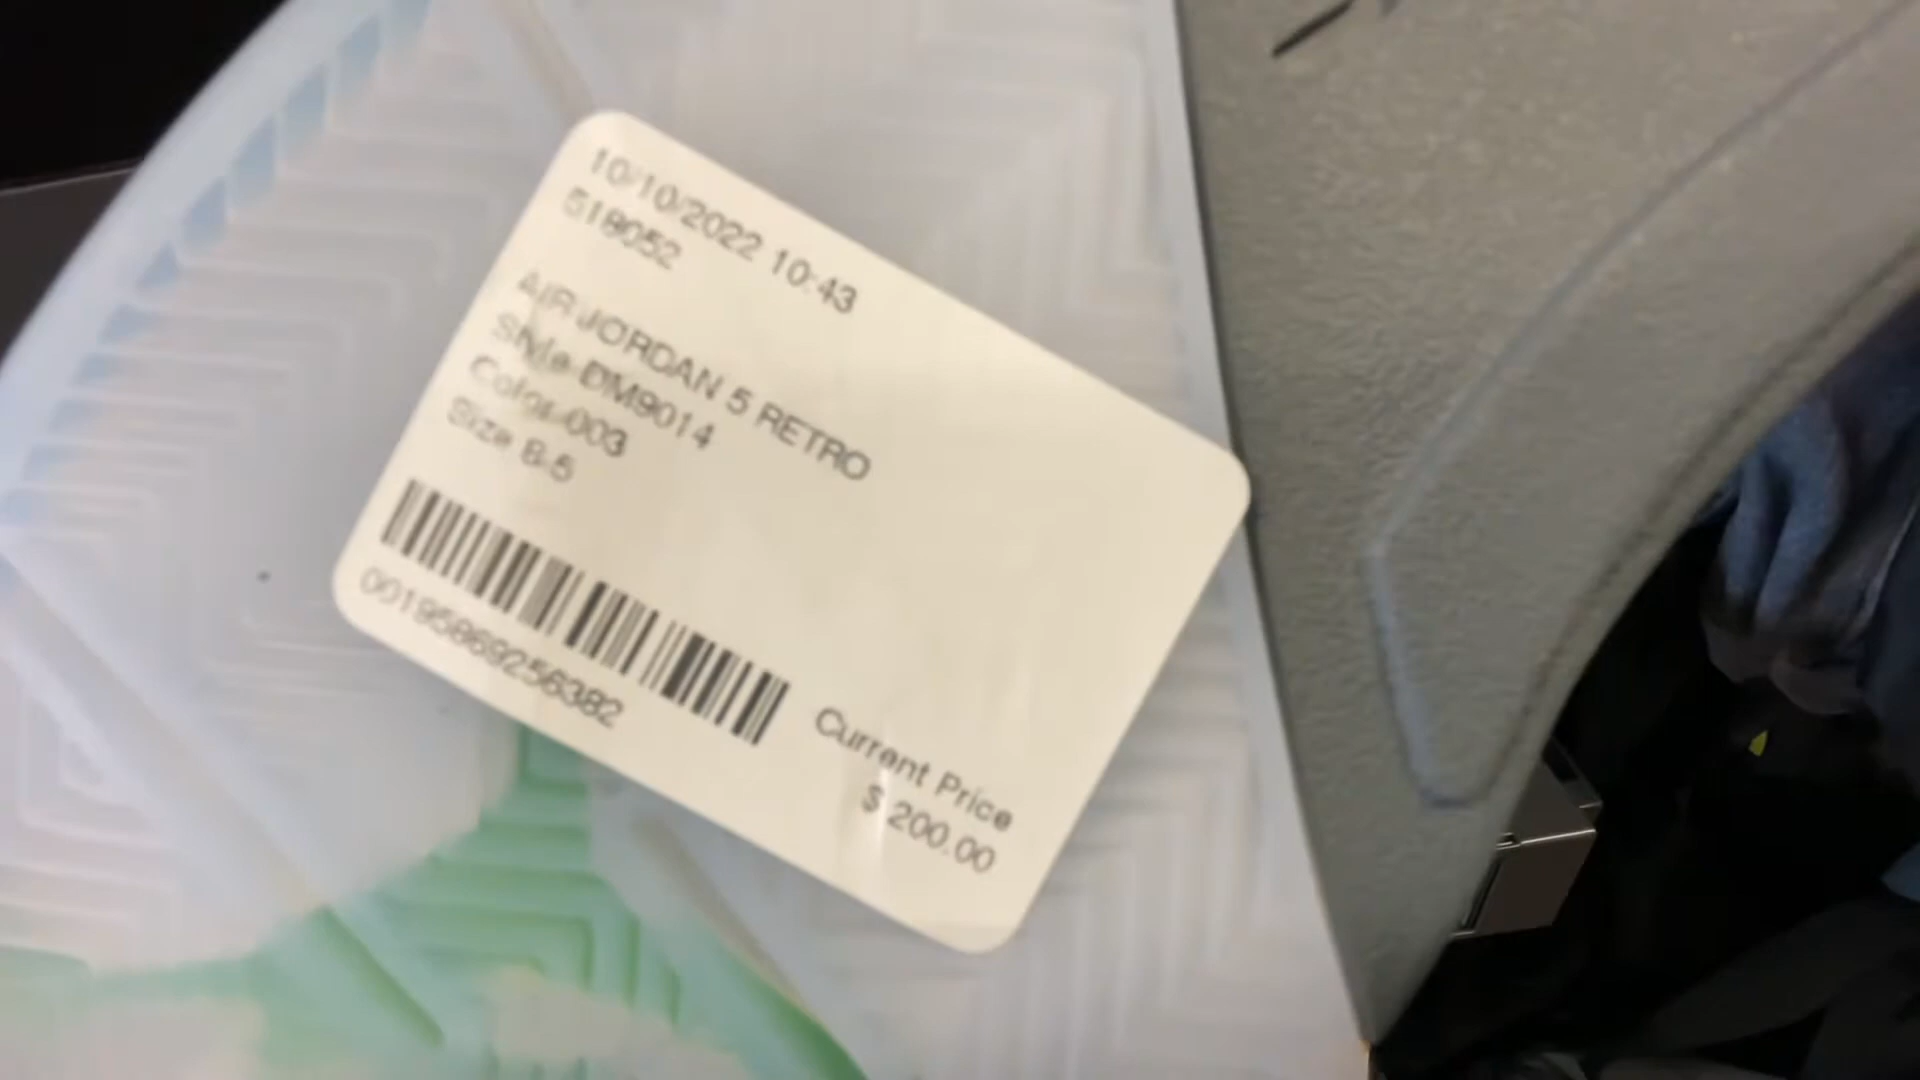 10/10/2022 10:43
518052
AIR JORDAN 5 RETRO
Style DM9014
Color 003
Size 8.5
00195869256382
Current Price
$ 200.00